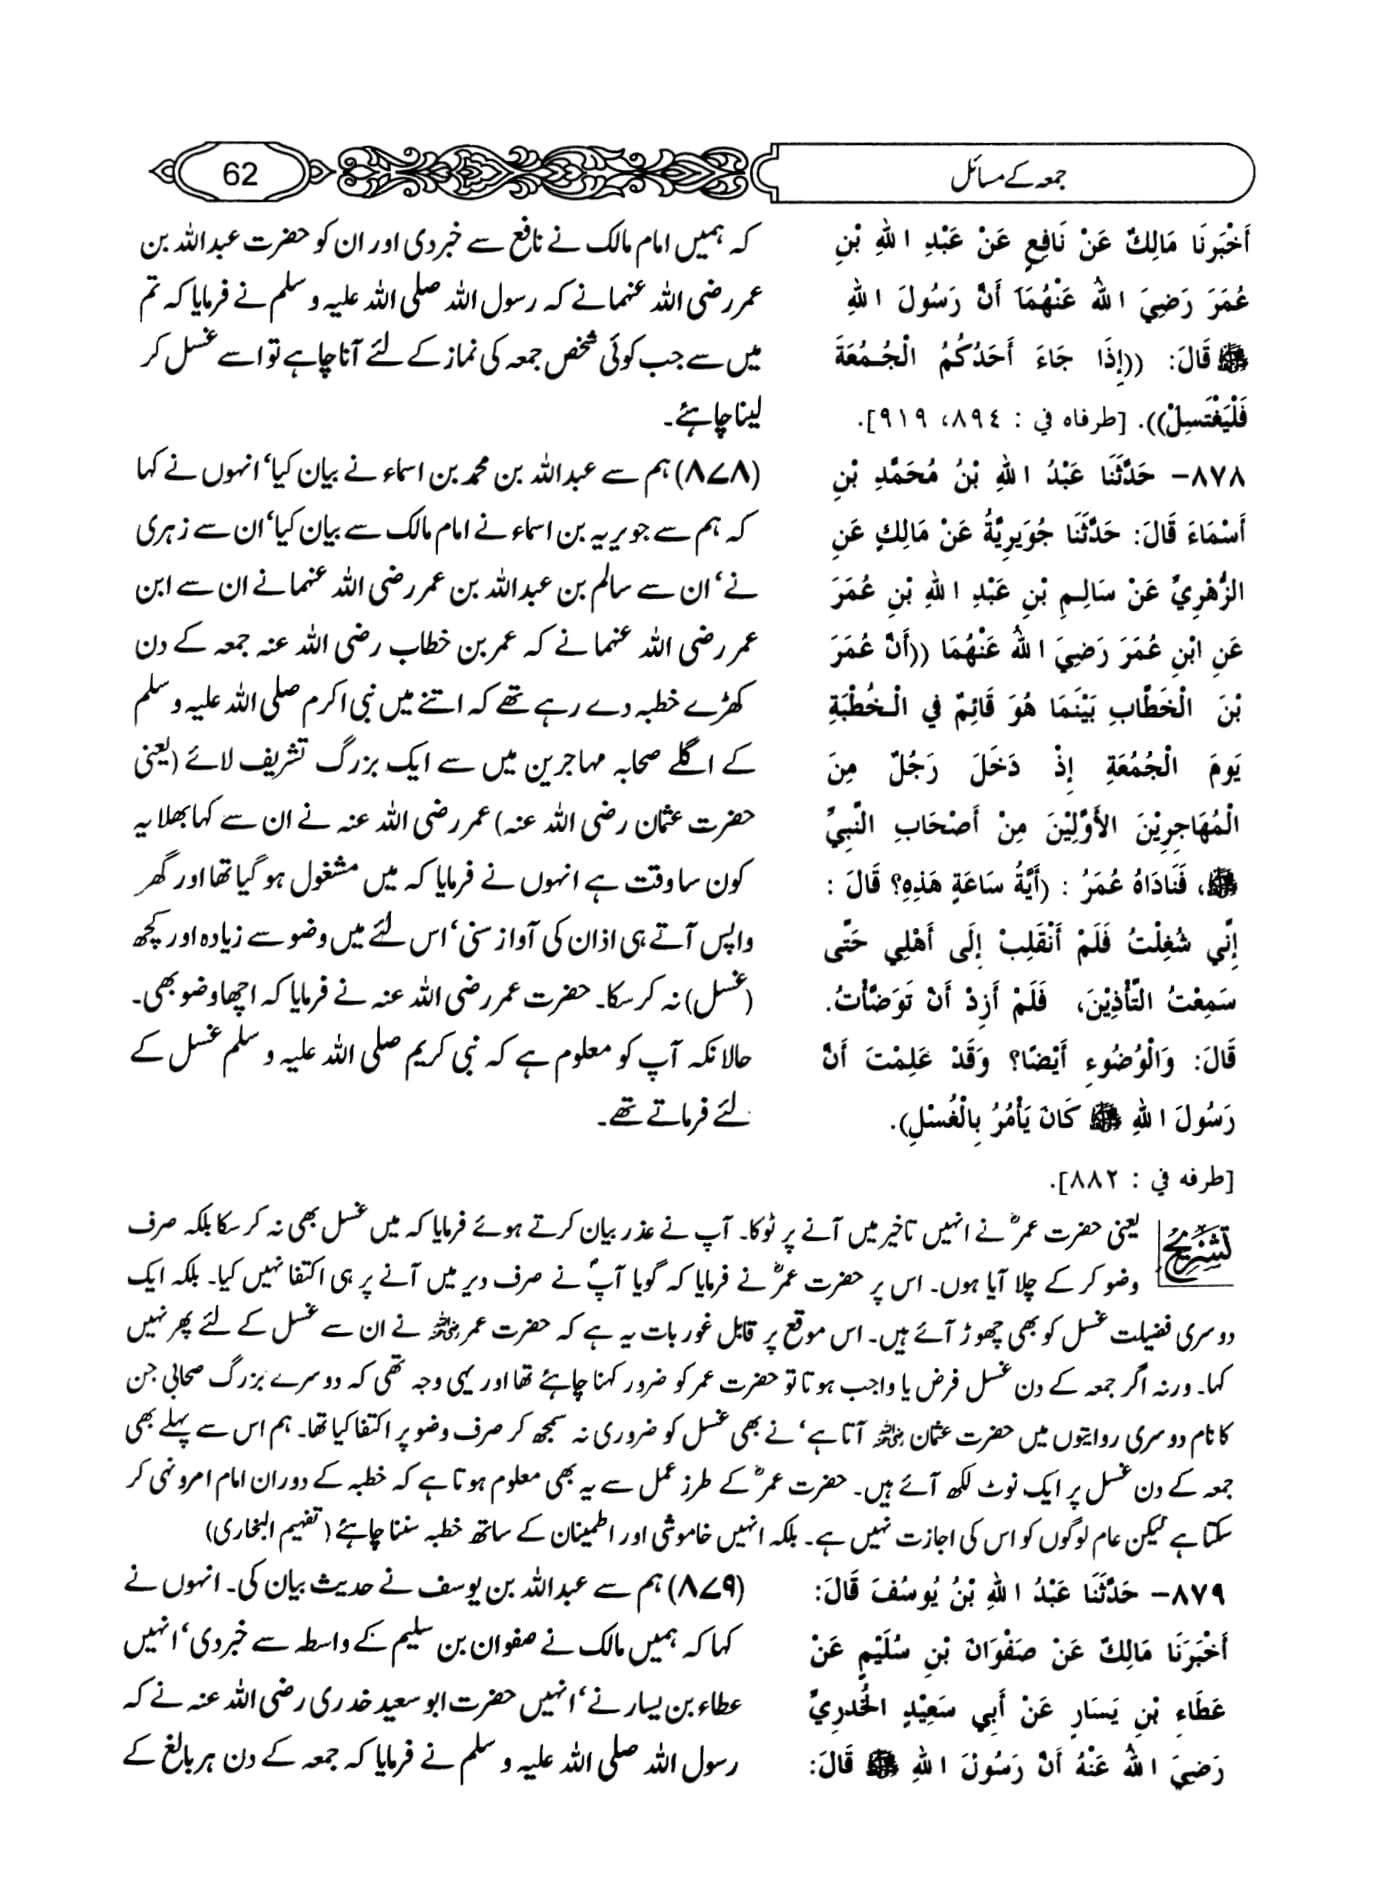 جمعہ کے مسائل
62
أَخْبَرنَا مَالِكٌ عَنْ نَافِعٍ عَنْ عَبْدِ اللهِ بْنِ
عُمَرَ رَضِيَ اللهُ عَنْهُمَا أَنَّ رَسُولَ اللهِ
ﷺ قَالَ: ((إِذَا جَاءَ أَحَدُكُمُ الْجُمُعَةَ
فَلْيَغْتَسِلْ)). [طرفاه في : ٨٩٤، ٩١٩].
٨٧٨- حَدَّثَنَا عَبْدُ اللهِ بْنُ مُحَمَّدِ بْنِ
أَسْمَاءَ قَالَ: حَدَّثَنَا جُوَيرِيَّةُ عَنْ مَالِكٍ عَنِ
الزُّهْرِيِّ عَنْ سَالِمِ بْنِ عَبْدِ اللهِ بْنِ عُمَرَ
عَنِ ابْنِ عُمَرَ رَضِيَ اللهُ عَنْهُمَا ((أَنَّ عُمَرَ
بْنَ الْخَطَّابِ بَيْنَمَا هُوَ قَائِمٌ فِي الْخُطْبَةِ
يَومَ الْجُمُعَةِ إِذْ دَخَلَ رَجُلٌ مِنَ
الْمُهَاجِرِيْنَ الأَوَّلِيْنَ مِنْ أَصْحَابِ النَّبِيِّ
ﷺ، فَنَادَاهُ عُمَرُ : (أَيَّةُ سَاعَةٍ هَذِهِ؟ قَالَ :
إِنِّي شُغِلْتُ فَلَمْ أَنْقَلِبْ إِلَى أَهْلِي حَتَّى
سَمِعْتُ التَّأْذِيْنَ، فَلَمْ أَزِدْ أَنْ تَوَضَّأْتُ.
قَالَ: وَالْوُضُوءِ أَيْضًا؟ وَقَدْ عَلِمْتَ أَنَّ
رَسُولَ اللهِ ﷺ كَانَ يَأْمُرُ بِالْغُسْلِ).
[طرفه في : ٨٨٢].
کہ ہمیں امام مالک نے نافع سے خبر دی اور ان کو حضرت عبداللہ بن
عمر رضی اللہ عنہما نے کہ رسول اللہ صلی اللہ علیہ و سلم نے فرمایا کہ تم
میں سے جب کوئی شخص جمعہ کی نماز کے لئے آنا چاہے تو اسے غسل کر
لینا چاہئے۔
(۸۷۸) ہم سے عبداللہ بن محمد بن اسماء نے بیان کیا‘ انہوں نے کہا
کہ ہم سے جویریہ بن اسماء نے امام مالک سے بیان کیا‘ ان سے زہری
نے‘ ان سے سالم بن عبداللہ بن عمر رضی اللہ عنہما نے ان سے ابن
عمر رضی اللہ عنہما نے کہ عمر بن خطاب رضی اللہ عنہ جمعہ کے دن
کھڑے خطبہ دے رہے تھے کہ اتنے میں نبی اکرم صلی اللہ علیہ و سلم
کے اگلے صحابہ مہاجرین میں سے ایک بزرگ تشریف لائے (یعنی
حضرت عثمان رضی اللہ عنہ) عمر رضی اللہ عنہ نے ان سے کہا بھلا یہ
کون سا وقت ہے انہوں نے فرمایا کہ میں مشغول ہو گیا تھا اور گھر
واپس آتے ہی اذان کی آواز سنی‘ اس لئے میں وضو سے زیادہ اور کچھ
(غسل) نہ کر سکا۔ حضرت عمر رضی اللہ عنہ نے فرمایا کہ اچھا وضو بھی۔
حالانکہ آپ کو معلوم ہے کہ نبی کریم صلی اللہ علیہ و سلم غسل کے
لئے فرماتے تھے۔
تشریح یعنی حضرت عمرؓ نے انہیں تاخیر میں آنے پر ٹوکا۔ آپ نے عذر بیان کرتے ہوئے فرمایا کہ میں غسل بھی نہ کر سکا بلکہ صرف
وضو کر کے چلا آیا ہوں۔ اس پر حضرت عمرؓ نے فرمایا کہ گویا آپؐ نے صرف دیر میں آنے پر ہی اکتفا نہیں کیا۔ بلکہ ایک
دوسری فضیلت غسل کو بھی چھوڑ آئے ہیں۔ اس موقع پر قابل غور بات یہ ہے کہ حضرت عمر رضی اللہ عنہ نے ان سے غسل کے لئے پھر نہیں
کہا۔ ورنہ اگر جمعہ کے دن غسل فرض یا واجب ہوتا تو حضرت عمر کو ضرور کہنا چاہئے تھا اور یہی وجہ تھی کہ دوسرے بزرگ صحابی جن
کا نام دوسری روایتوں میں حضرت عثمان رضی اللہ عنہ آتا ہے‘ نے بھی غسل کو ضروری نہ سمجھ کر صرف وضو پر اکتفا کیا تھا۔ ہم اس سے پہلے بھی
جمعہ کے دن غسل پر ایک نوٹ لکھ آئے ہیں۔ حضرت عمرؓ کے طرز عمل سے یہ بھی معلوم ہوتا ہے کہ خطبہ کے دوران امام امر و نہی کر
سکتا ہے لیکن عام لوگوں کو اس کی اجازت نہیں ہے۔ بلکہ انہیں خاموشی اور اطمینان کے ساتھ خطبہ سننا چاہئے (تفہیم البخاری)
٨٧٩- حَدَّثَنَا عَبْدُ اللهِ بْنُ يُوسُفَ قَالَ:
أَخْبَرَنَا مَالِكٌ عَنْ صَفْوَانَ بْنِ سُلَيْمٍ عَنْ
عَطَاءِ بْنِ يَسَارٍ عَنْ أَبِي سَعِيْدٍ الْخُدرِيِّ
رَضِيَ اللهُ عَنْهُ أَنَّ رَسُولَ اللهِ ﷺ قَالَ:
(۸۷۹) ہم سے عبداللہ بن یوسف نے حدیث بیان کی۔ انہوں نے
کہا کہ ہمیں مالک نے صفوان بن سلیم کے واسطہ سے خبر دی‘ انہیں
عطاء بن یسار نے‘ انہیں حضرت ابو سعید خدری رضی اللہ عنہ نے کہ
رسول اللہ صلی اللہ علیہ و سلم نے فرمایا کہ جمعہ کے دن ہر بالغ کے